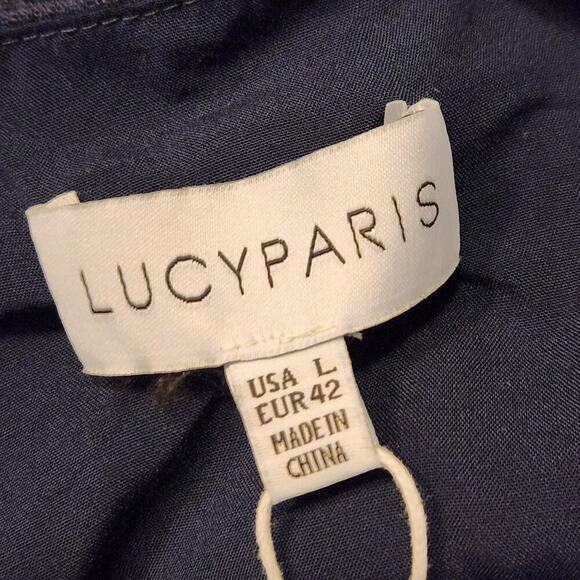 LUCYPARIS
USA L
EUR 42
MADE IN
CHINA